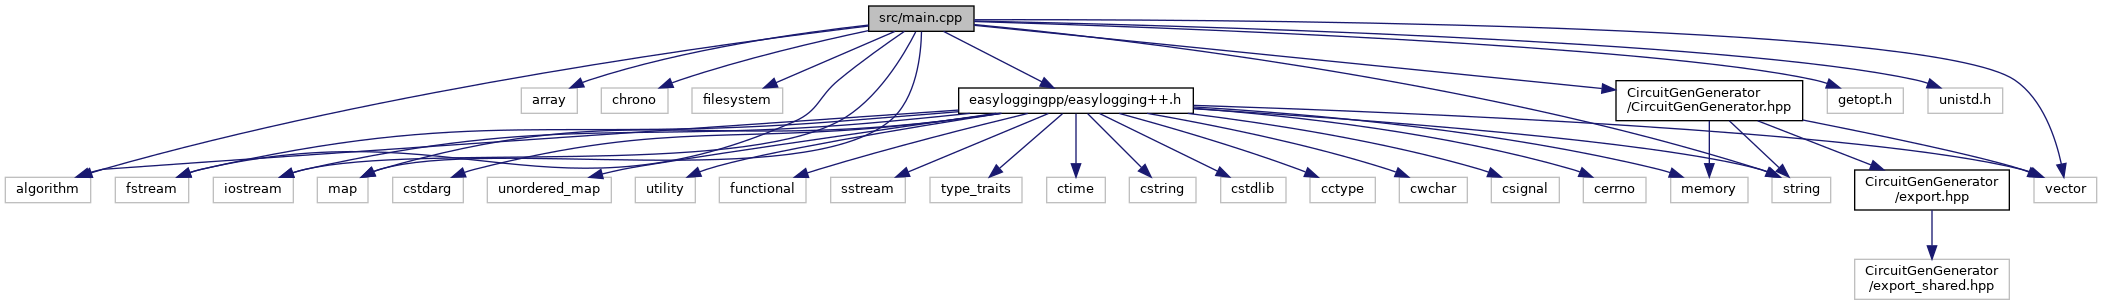 src/main.cpp
array
chrono
filesystem
easyloggingpp/easylogging++.h
CircuitGenGenerator
/CircuitGenGenerator.hpp
getopt.h
unistd.h
algorithm
fstream
iostream
map
cstdarg
unordered_map
utility
functional
sstream
type_traits
ctime
cstring
cstdlib
cctype
cwchar
csignal
cerrno
memory
string
CircuitGenGenerator
/export.hpp
vector
CircuitGenGenerator
/export_shared.hpp